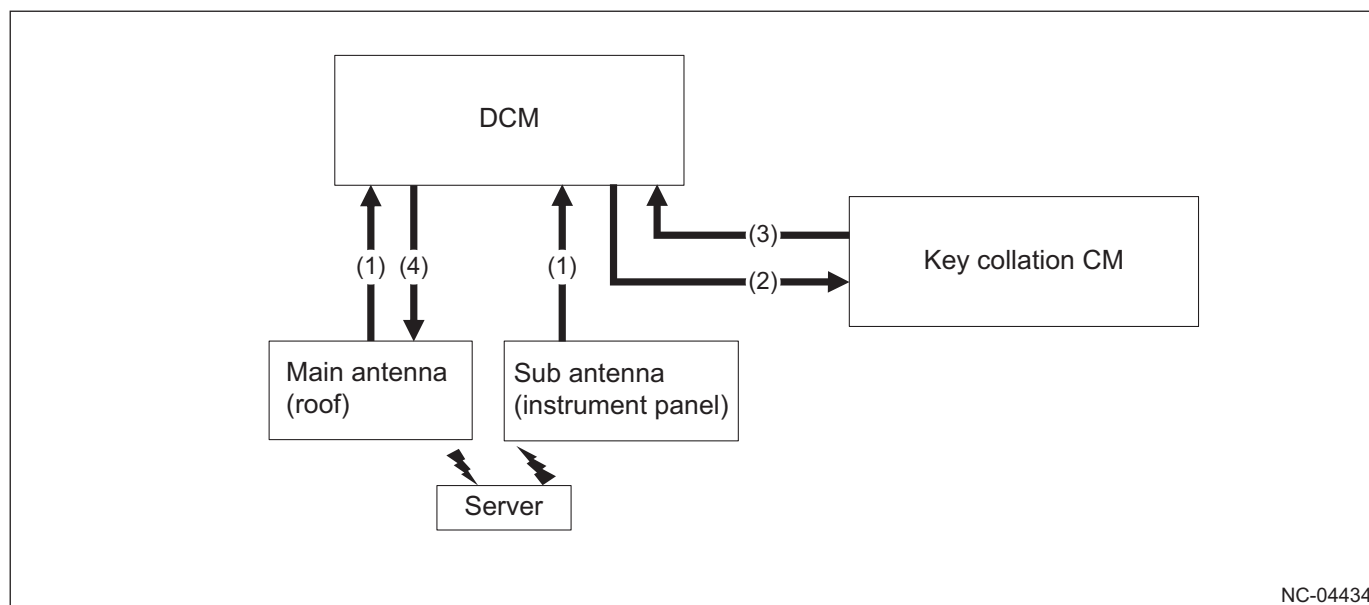 DCM
(3)
Key collation CM
(1)
(4)
(1)
(2)
Main antenna
(roof)
Sub antenna
(instrument panel)
Server
NC-04434